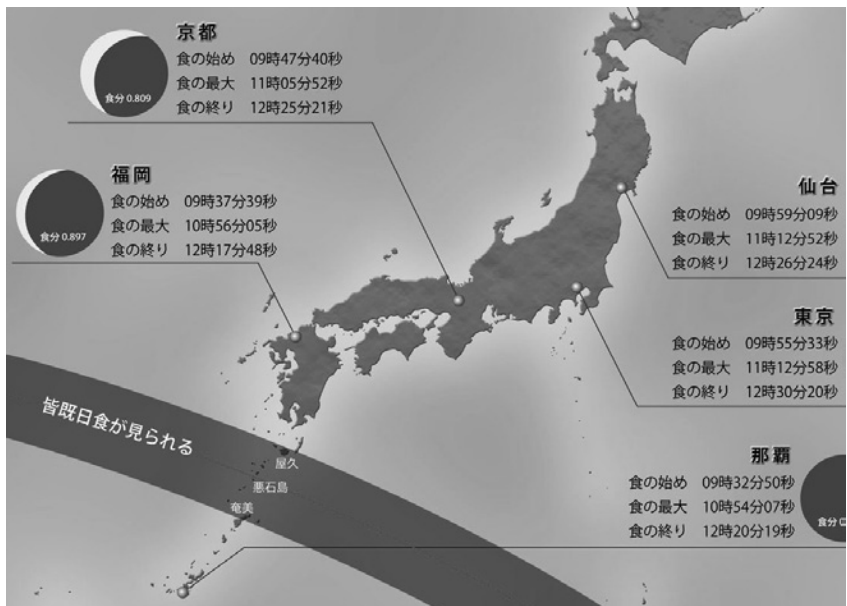 京都
食の始め 09時47分40秒
食の最大 11時05分52秒
食の終り 12時25分21秒
食分0.809
福岡
食の始め 09時37分39秒
食の最大 10時56分05秒
食の終り 12時17分48秒
食分0.897
仙台
食の始め 09時59分09秒
食の最大 11時12分52秒
食の終り 12時26分24秒
東京
食の始め 09時55分33秒
食の最大 11時12分58秒
食の終り 12時30分20秒
皆既日食が見られる
屋久
悪石島
奄美
那覇
食の始め 09時32分50秒
食の最大 10時54分07秒
食の終り 12時20分19秒
食分